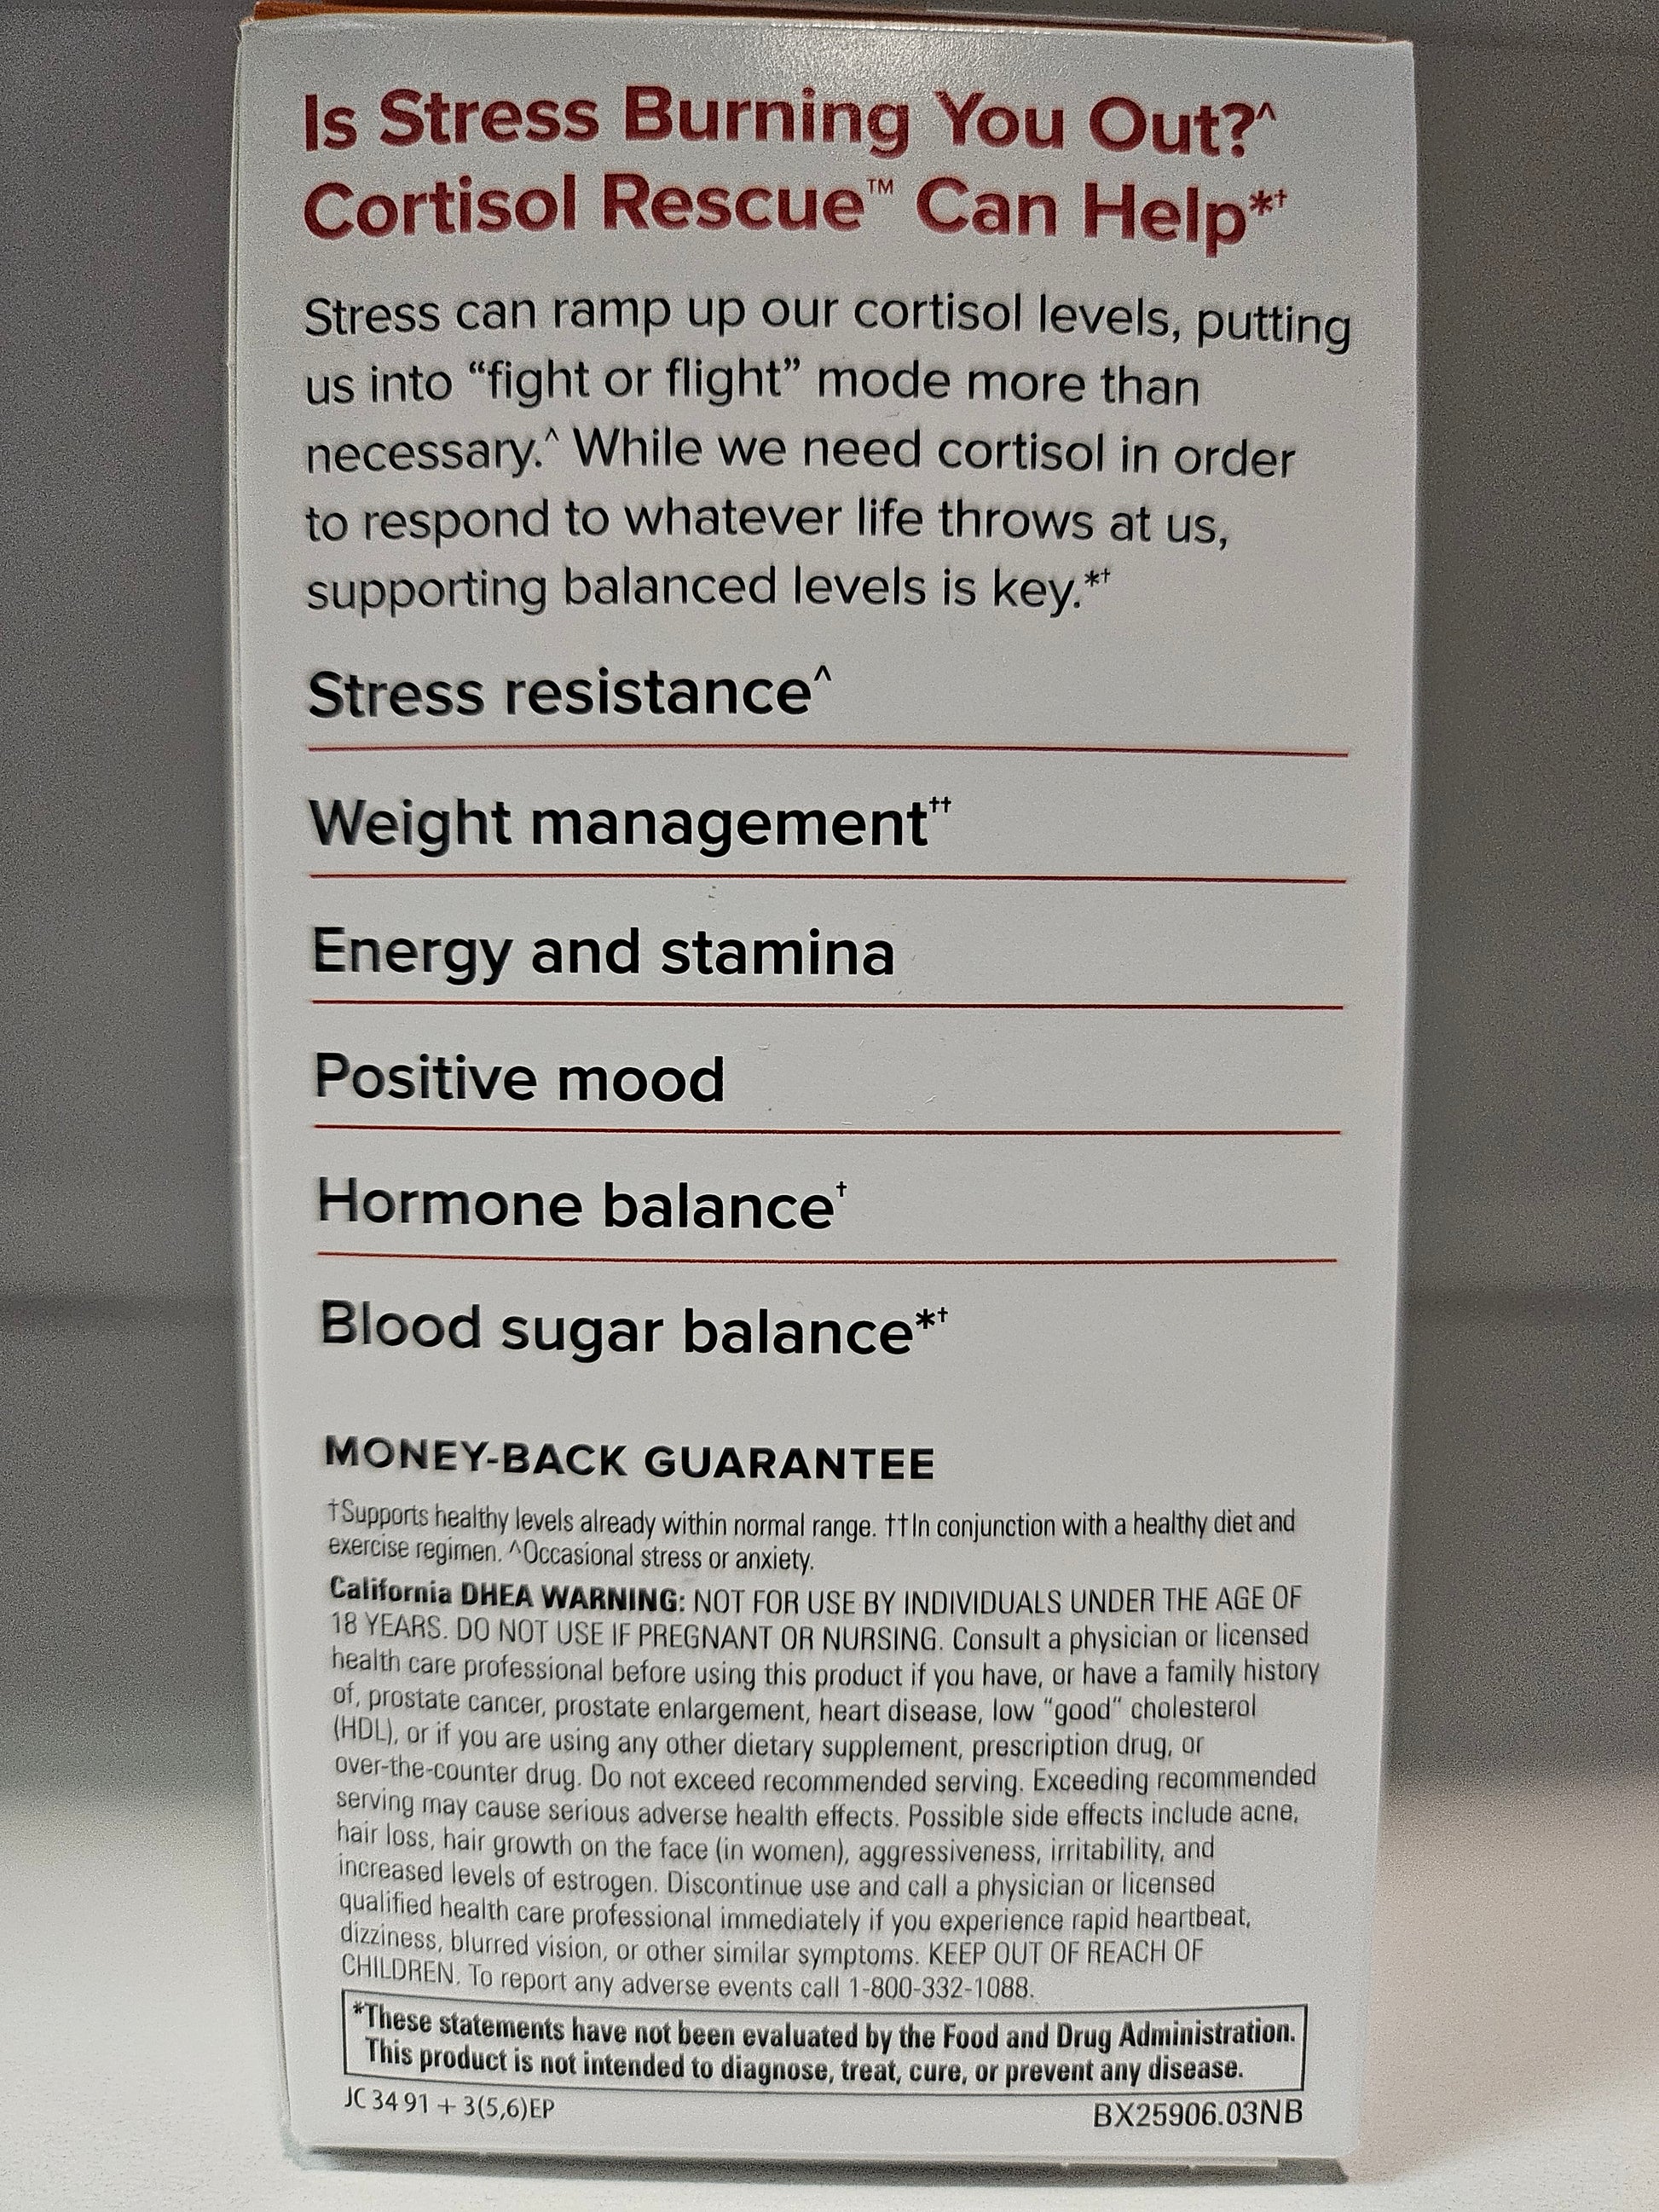 Is Stress Burning You Out?^
Cortisol Rescue™ Can Help*†
Stress can ramp up our cortisol levels, putting
us into “fight or flight” mode more than
necessary.^ While we need cortisol in order
to respond to whatever life throws at us,
supporting balanced levels is key.*†
Stress resistance^
Weight management††
Energy and stamina
Positive mood
Hormone balance†
Blood sugar balance*†
MONEY-BACK GUARANTEE
†Supports healthy levels already within normal range. ††In conjunction with a healthy diet and
exercise regimen. ^Occasional stress or anxiety.
California DHEA WARNING: NOT FOR USE BY INDIVIDUALS UNDER THE AGE OF
18 YEARS. DO NOT USE IF PREGNANT OR NURSING. Consult a physician or licensed
health care professional before using this product if you have, or have a family history
of, prostate cancer, prostate enlargement, heart disease, low "good" cholesterol
(HDL), or if you are using any other dietary supplement, prescription drug, or
over-the-counter drug. Do not exceed recommended serving. Exceeding recommended
serving may cause serious adverse health effects. Possible side effects include acne,
hair loss, hair growth on the face (in women), aggressiveness, irritability, and
increased levels of estrogen. Discontinue use and call a physician or licensed
qualified health care professional immediately if you experience rapid heartbeat,
dizziness, blurred vision, or other similar symptoms. KEEP OUT OF REACH OF
CHILDREN. To report any adverse events call 1-800-332-1088.
*These statements have not been evaluated by the Food and Drug Administration.
This product is not intended to diagnose, treat, cure, or prevent any disease.
JC 34 91 + 3(5,6)EP
BX25906.03NB